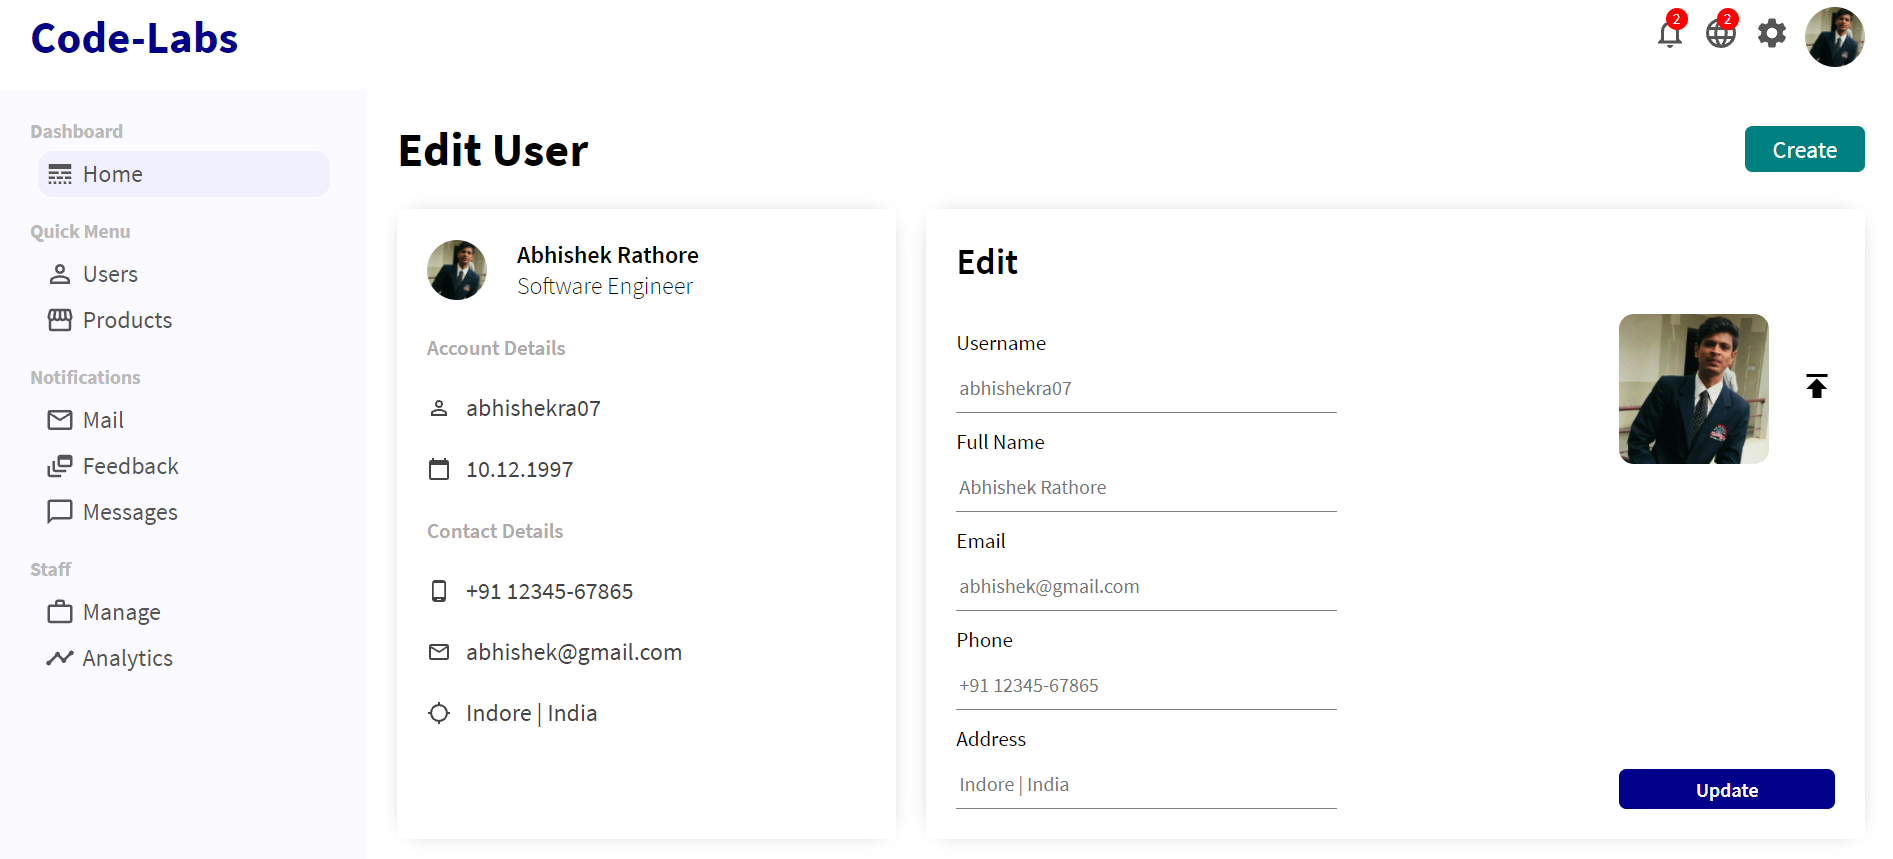 Code-Labs
2
2
Dashboard
Home
Quick Menu
Users
Products
Notifications
Mail
Feedback
Messages
Staff
Manage
Analytics
Edit User
Create
Abhishek Rathore
Software Engineer
Account Details
abhishekra07
10.12.1997
Contact Details
+91 12345-67865
abhishek@gmail.com
Indore | India
Edit
Username
abhishekra07
Full Name
Abhishek Rathore
Email
abhishek@gmail.com
Phone
+91 12345-67865
Address
Indore | India
Update